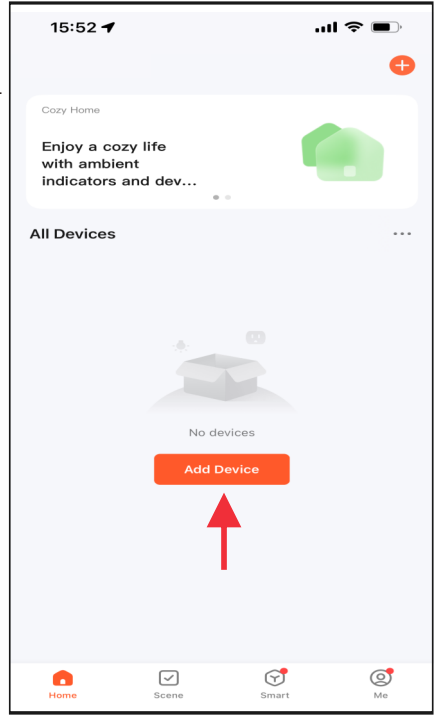 15:52
Cozy Home
Enjoy a cozy life
with ambient
indicators and dev...
All Devices
No devices
Add Device
Home Scene Smart Me